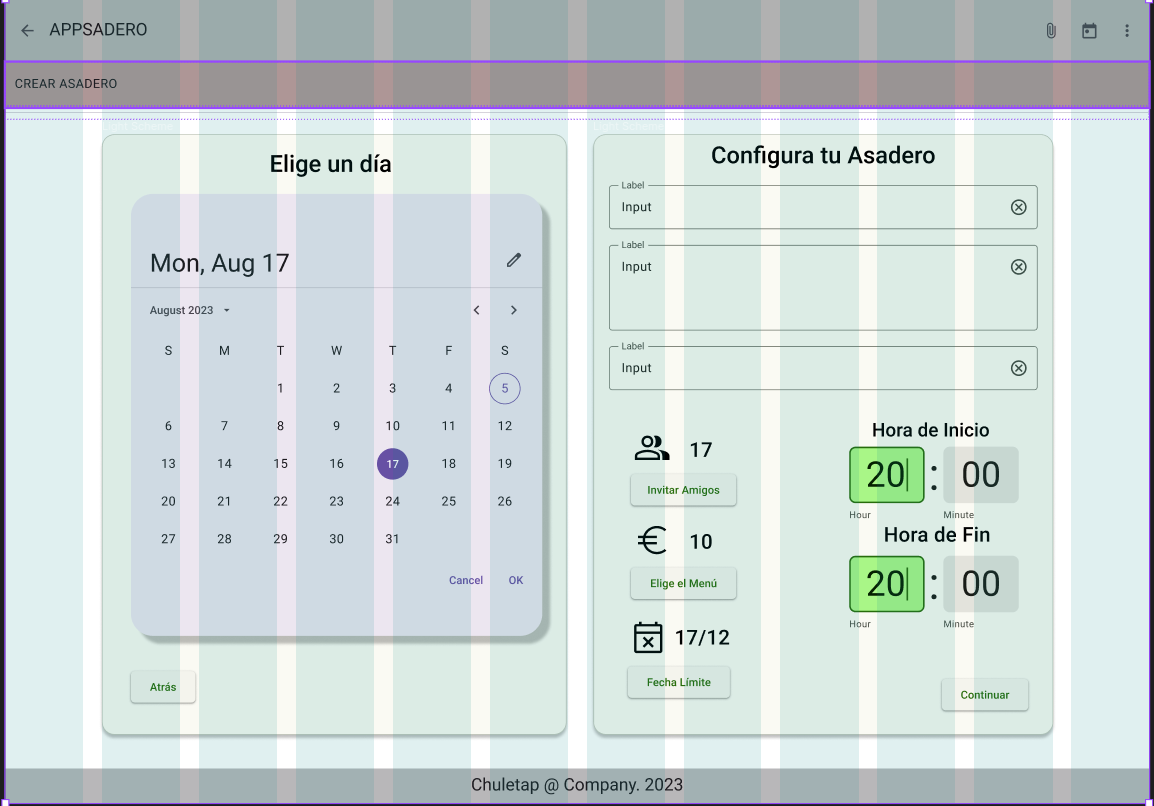 APPSADERO
CREAR ASADERO
Elige un día
Mon, Aug 17
August 2023
S M T W T F S
1 2 3 4 5
6 7 8 9 10 11 12
13 14 15 16 17 18 19
20 21 22 23 24 25 26
27 28 29 30 31
Cancel OK
Atrás
Configura tu Asadero
Label
Input
Label
Input
Label
Input
17
Invitar Amigos
€ 10
Elige el Menú
17/12
Fecha Límite
Hora de Inicio
20 : 00
Hour Minute
Hora de Fin
20 : 00
Hour Minute
Continuar
Chuletap @ Company. 2023